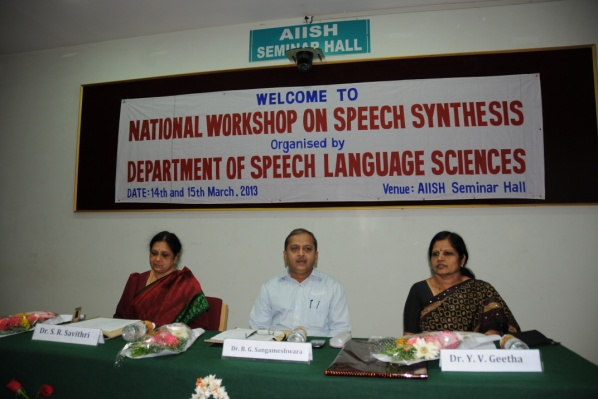 AIISH
SEMINAR HALL
WELCOME TO
NATIONAL WORKSHOP ON SPEECH SYNTHESIS
Organised by
DEPARTMENT OF SPEECH LANGUAGE SCIENCES
DATE:14th and 15th March, 2013 Venue: AIISH Seminar Hall
Dr. S. R. Savithri
Dr. B. G. Sangameshwara
Dr. Y. V. Geetha